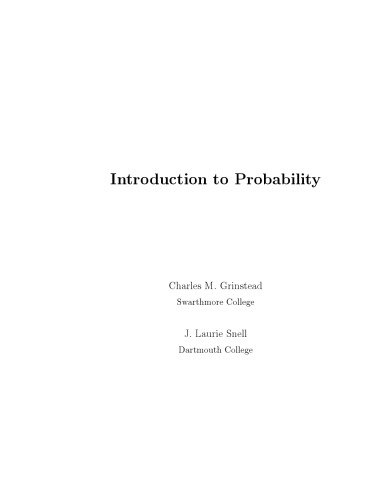 Introduction to Probability
Charles M. Grinstead
Swarthmore College
J. Laurie Snell
Dartmouth College